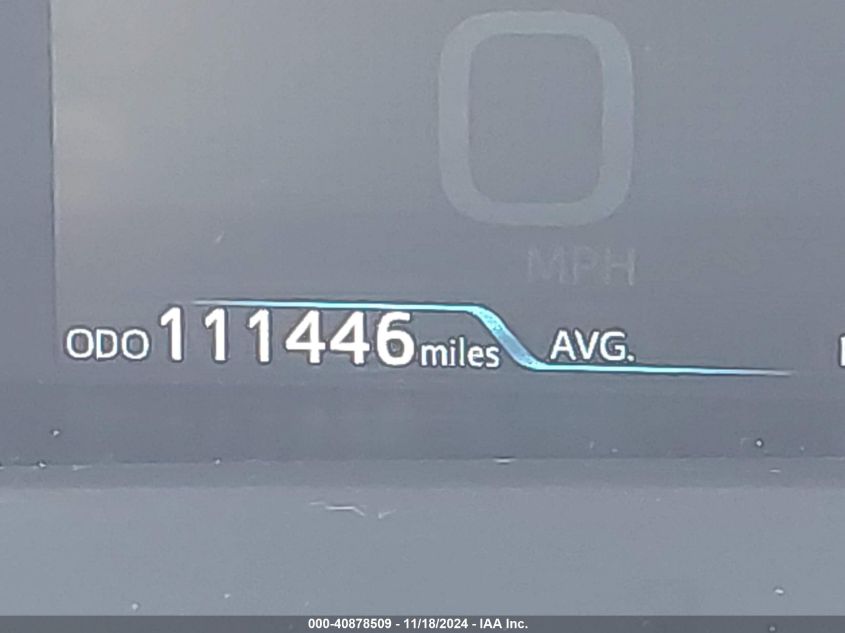 0
MPH
ODO 111446 miles AVG.
000-40878509 - 11/18/2024 - IAA Inc.